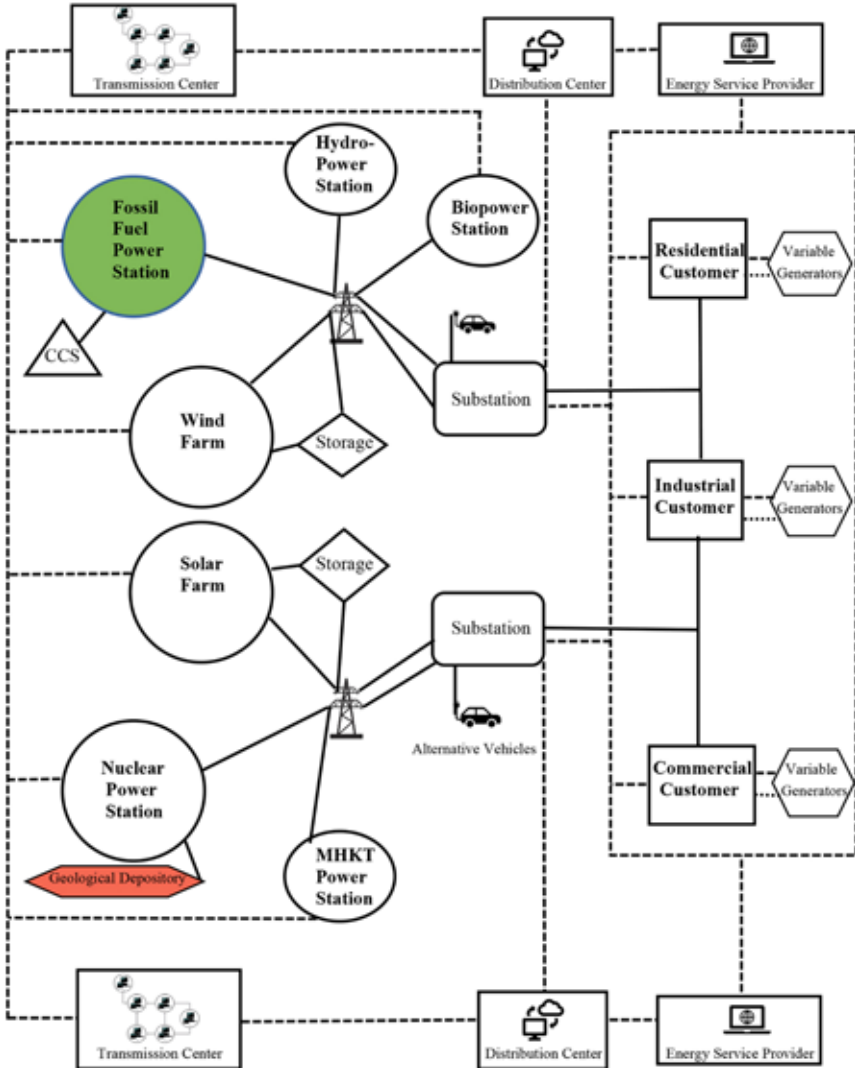 Transmission Center
Distribution Center
Energy Service Provider
Hydro-
Power
Station
Fossil
Fuel
Power
Station
Biopower
Station
Residential
Customer
Variable
Generators
CCS
Wind
Farm
Storage
Substation
Industrial
Customer
Variable
Generators
Solar
Farm
Storage
Substation
Alternative Vehicles
Nuclear
Power
Station
Commercial
Customer
Variable
Generators
Geological Depository
MHKT
Power
Station
Transmission Center
Distribution Center
Energy Service Provider